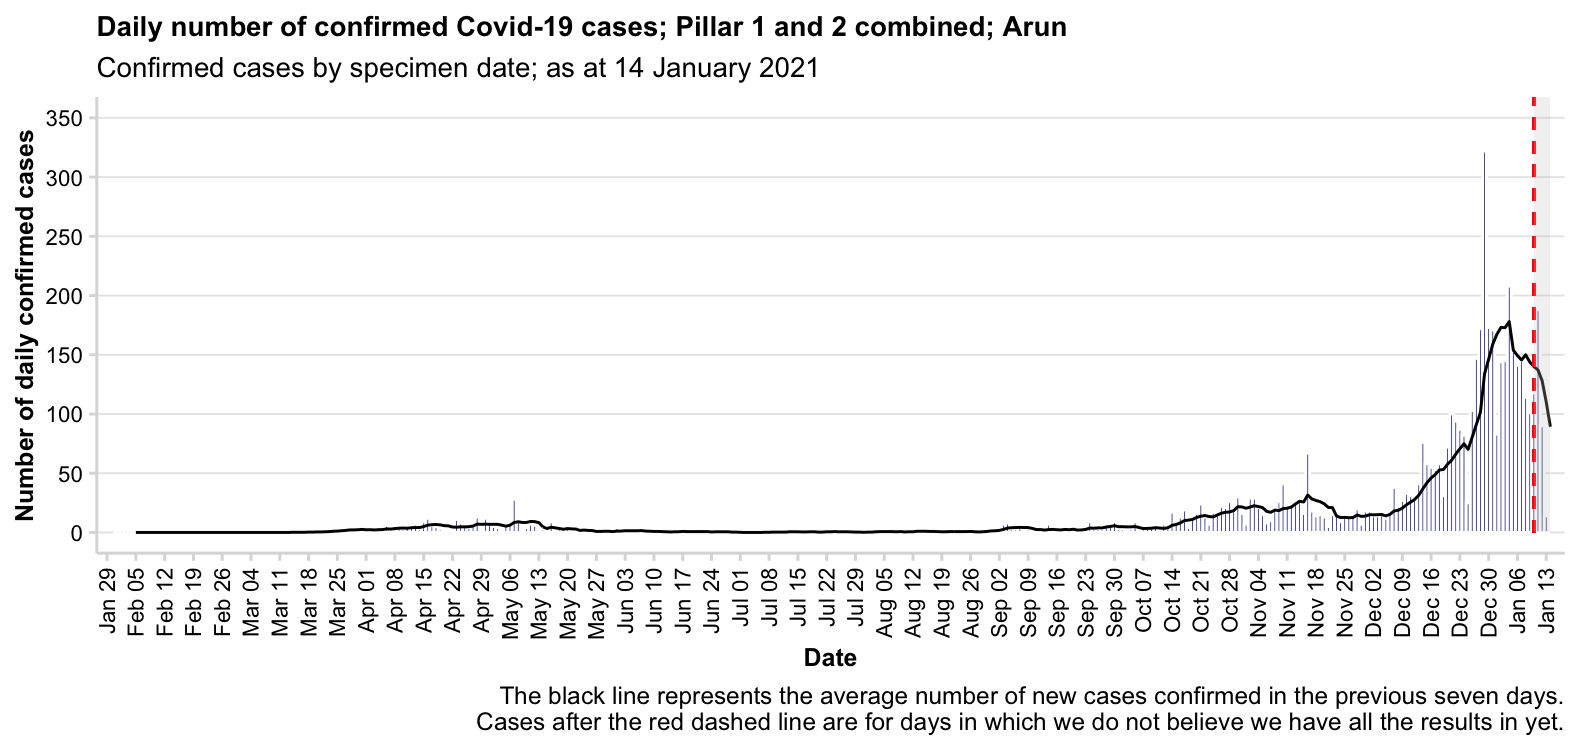 Daily number of confirmed Covid-19 cases; Pillar 1 and 2 combined; Arun
Confirmed cases by specimen date; as at 14 January 2021
Number of daily confirmed cases
350
300
250
200
150
100
50
0
Jan 29
Feb 05
Feb 12
Feb 19
Feb 26
Mar 04
Mar 11
Mar 18
Mar 25
Apr 01
Apr 08
Apr 15
Apr 22
Apr 29
May 06
May 13
May 20
May 27
Jun 03
Jun 10
Jun 17
Jun 24
Jul 01
Jul 08
Jul 15
Jul 22
Jul 29
Aug 05
Aug 12
Aug 19
Aug 26
Sep 02
Sep 09
Sep 16
Sep 23
Sep 30
Oct 07
Oct 14
Oct 21
Oct 28
Nov 04
Nov 11
Nov 18
Nov 25
Dec 02
Dec 09
Dec 16
Dec 23
Dec 30
Jan 06
Jan 13
Date
The black line represents the average number of new cases confirmed in the previous seven days.
Cases after the red dashed line are for days in which we do not believe we have all the results in yet.